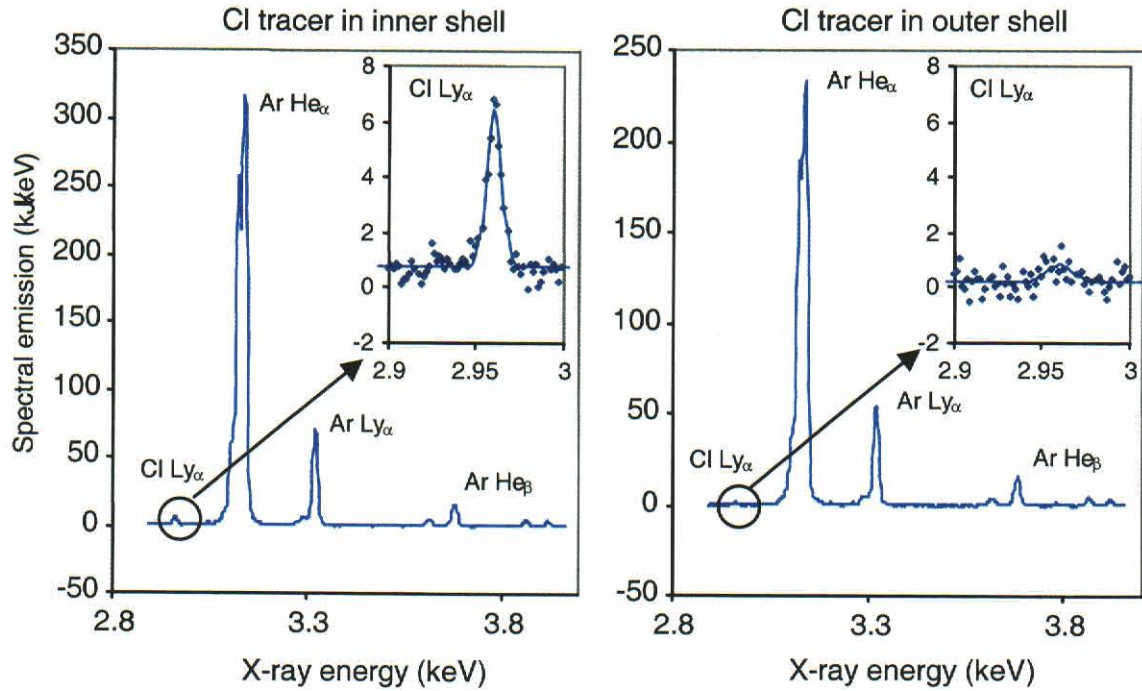 Cl tracer in inner shell
350
300
250
200
150
100
50
0
-50
Spectral emission (kJ/keV)
2.8
3.3
3.8
X-ray energy (keV)
Ar Heα
Cl Lyα
Ar Lyα
Ar Heβ
Cl Lyα
8
6
4
2
0
-2
2.9
2.95
3
Cl tracer in outer shell
250
200
150
100
50
0
-50
2.8
3.3
3.8
X-ray energy (keV)
Ar Heα
Cl Lyα
Ar Lyα
Ar Heβ
Cl Lyα
8
6
4
2
0
-2
2.9
2.95
3